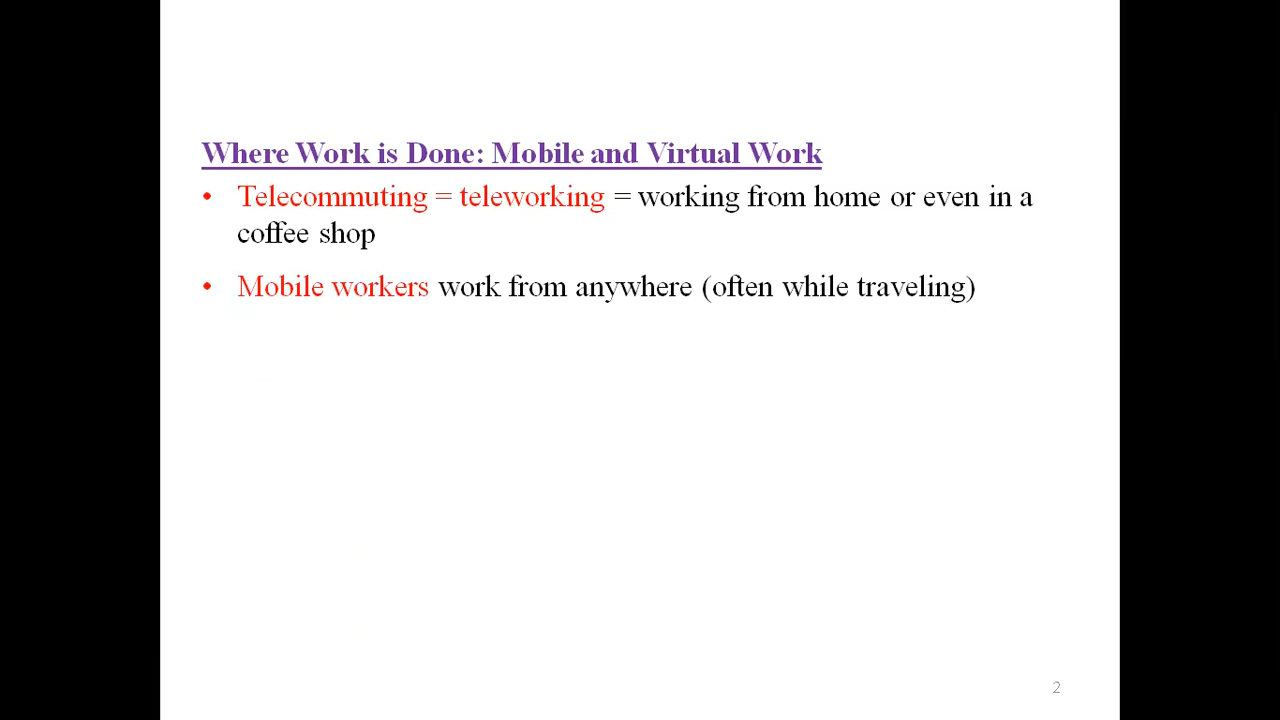 Where Work is Done: Mobile and Virtual Work
• Telecommuting = teleworking = working from home or even in a
coffee shop
• Mobile workers work from anywhere (often while traveling)
2